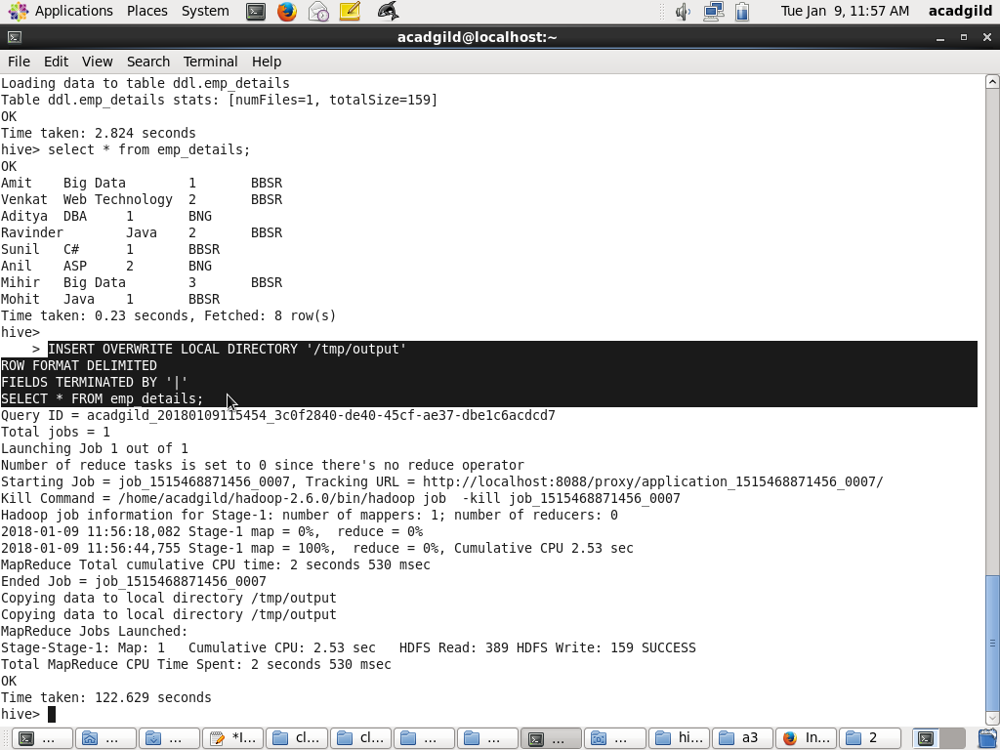 Applications Places System Tue Jan 9, 11:57 AM acadgild
acadgild@localhost:~
File Edit View Search Terminal Help
Loading data to table ddl.emp_details
Table ddl.emp_details stats: [numFiles=1, totalSize=159]
OK
Time taken: 2.824 seconds
hive> select * from emp_details;
OK
Amit Big Data 1 BBSR
Venkat Web Technology 2 BBSR
Aditya DBA 1 BNG
Ravinder Java 2 BBSR
Sunil C# 1 BBSR
Anil ASP 2 BNG
Mihir Big Data 3 BBSR
Mohit Java 1 BBSR
Time taken: 0.23 seconds, Fetched: 8 row(s)
hive>
> INSERT OVERWRITE LOCAL DIRECTORY '/tmp/output'
ROW FORMAT DELIMITED
FIELDS TERMINATED BY '|'
SELECT * FROM emp_details;
Query ID = acadgild_20180109115454_3c0f2840-de40-45cf-ae37-dbe1c6acdcd7
Total jobs = 1
Launching Job 1 out of 1
Number of reduce tasks is set to 0 since there's no reduce operator
Starting Job = job_1515468871456_0007, Tracking URL = http://localhost:8088/proxy/application_1515468871456_0007/
Kill Command = /home/acadgild/hadoop-2.6.0/bin/hadoop job  -kill job_1515468871456_0007
Hadoop job information for Stage-1: number of mappers: 1; number of reducers: 0
2018-01-09 11:56:18,082 Stage-1 map = 0%,  reduce = 0%
2018-01-09 11:56:44,755 Stage-1 map = 100%,  reduce = 0%, Cumulative CPU 2.53 sec
MapReduce Total cumulative CPU time: 2 seconds 530 msec
Ended Job = job_1515468871456_0007
Copying data to local directory /tmp/output
Copying data to local directory /tmp/output
MapReduce Jobs Launched:
Stage-Stage-1: Map: 1   Cumulative CPU: 2.53 sec   HDFS Read: 389 HDFS Write: 159 SUCCESS
Total MapReduce CPU Time Spent: 2 seconds 530 msec
OK
Time taken: 122.629 seconds
hive>
... ... ... *I... cl... cl... ... ... ... ... hi... a3 In... 2